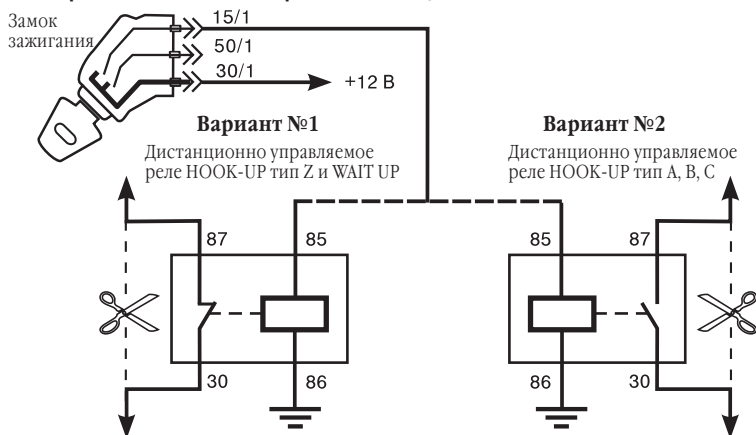 Замок
зажигания
15/1
50/1
30/1
+12 В
Вариант №1
Дистанционно управляемое
реле HOOK-UP тип Z и WAIT UP
Вариант №2
Дистанционно управляемое
реле HOOK-UP тип А, В, С
87
85
85
87
30
86
86
30